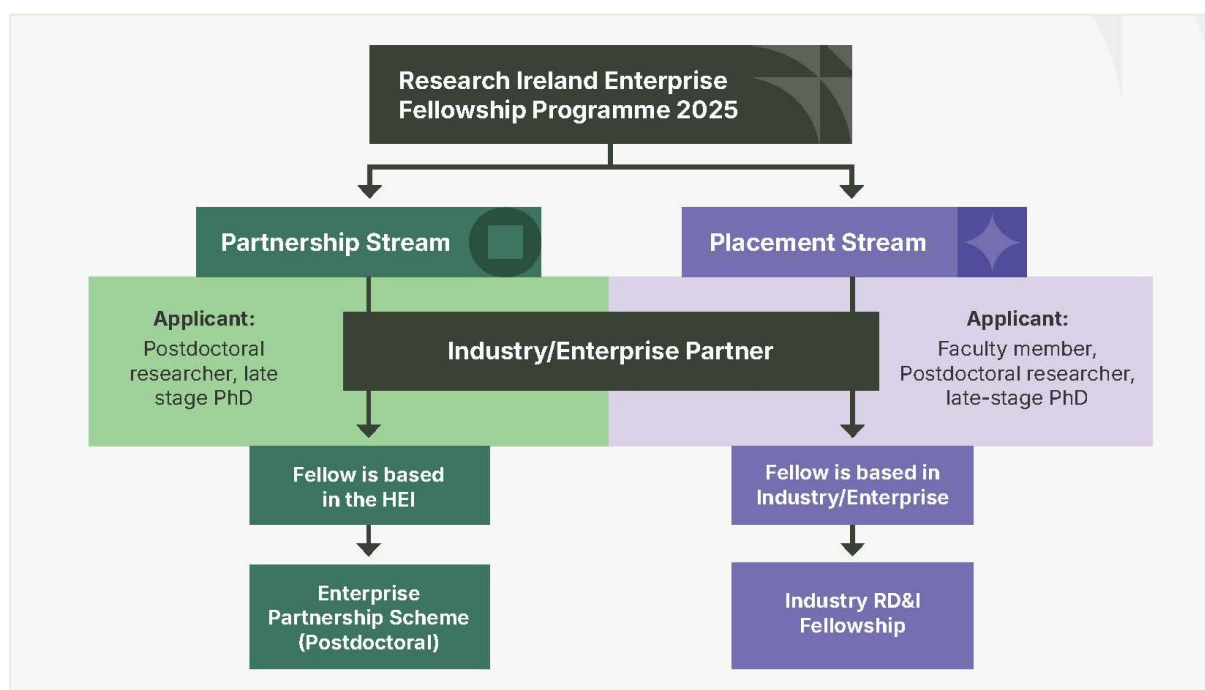 Research Ireland Enterprise
Fellowship Programme 2025
Partnership Stream
Placement Stream
Applicant:
Postdoctoral
researcher, late
stage PhD
Industry/Enterprise Partner
Applicant:
Faculty member,
Postdoctoral researcher,
late-stage PhD
Fellow is based
in the HEI
Fellow is based in
Industry/Enterprise
Enterprise
Partnership Scheme
(Postdoctoral)
Industry RD&I
Fellowship